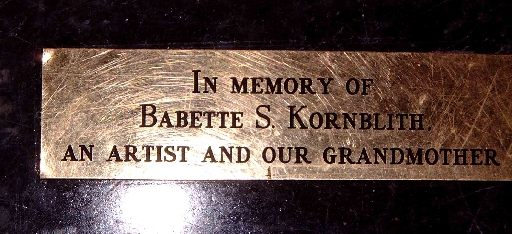 In memory of
Babette S. Kornblith,
an artist and our grandmother